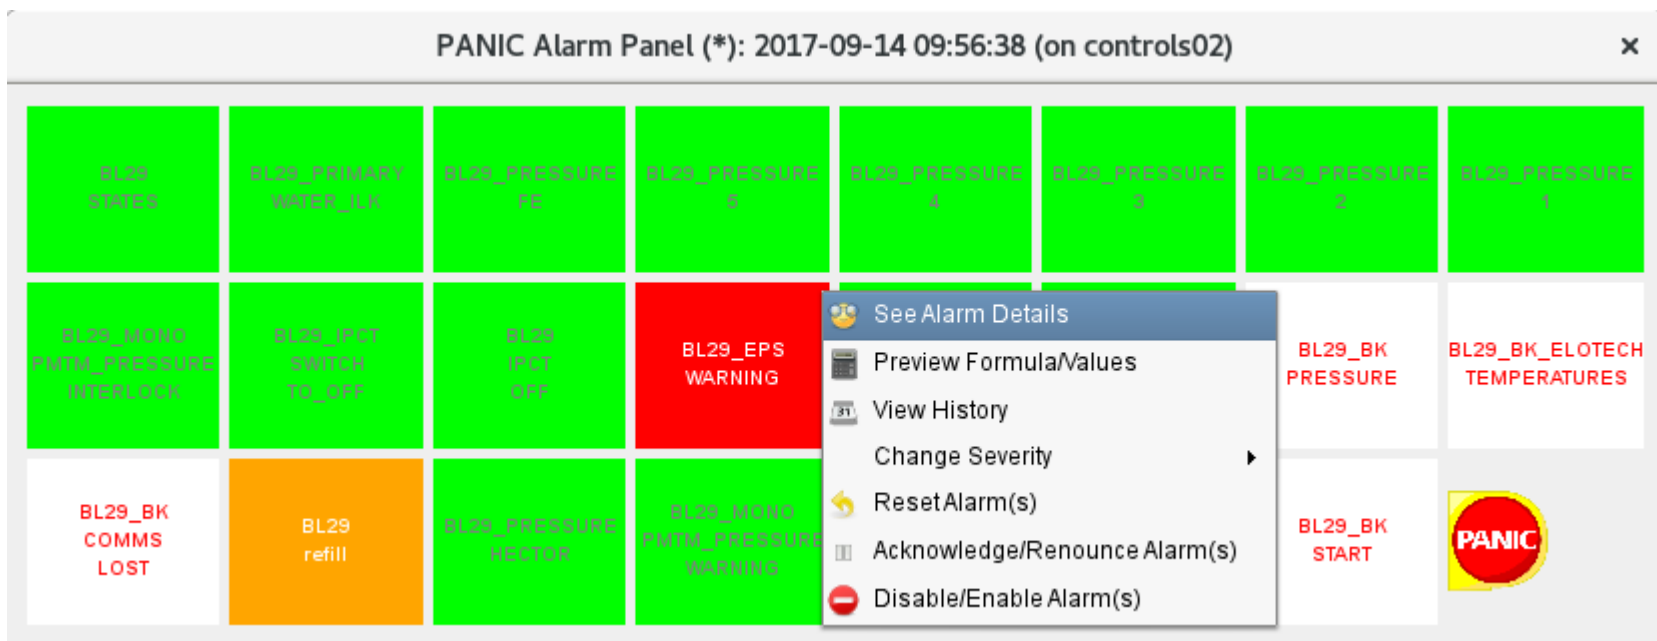 PANIC Alarm Panel (*): 2017-09-14 09:56:38 (on controls02)
BL29
STATES
BL29_PRIMARY
WATER_ILK
BL29_PRESSURE
FE
BL29_PRESSURE
5
BL29_PRESSURE
4
BL29_PRESSURE
3
BL29_PRESSURE
2
BL29_PRESSURE
1
BL29_MONO
PMTM_PRESSURE
INTERLOCK
BL29_IPCT
SWITCH
TO_OFF
BL29
IPCT
OFF
BL29_EPS
WARNING
See Alarm Details
Preview Formula/Values
31
View History
Change Severity
Reset Alarm(s)
Acknowledge/Renounce Alarm(s)
Disable/Enable Alarm(s)
BL29_BK
PRESSURE
BL29_BK_ELOTECH
TEMPERATURES
BL29_BK
COMMS
LOST
BL29
refill
BL29_PRESSURE
HECTOR
BL29_MONO
PMTM_PRESSURE
WARNING
BL29_BK
START
PANIC